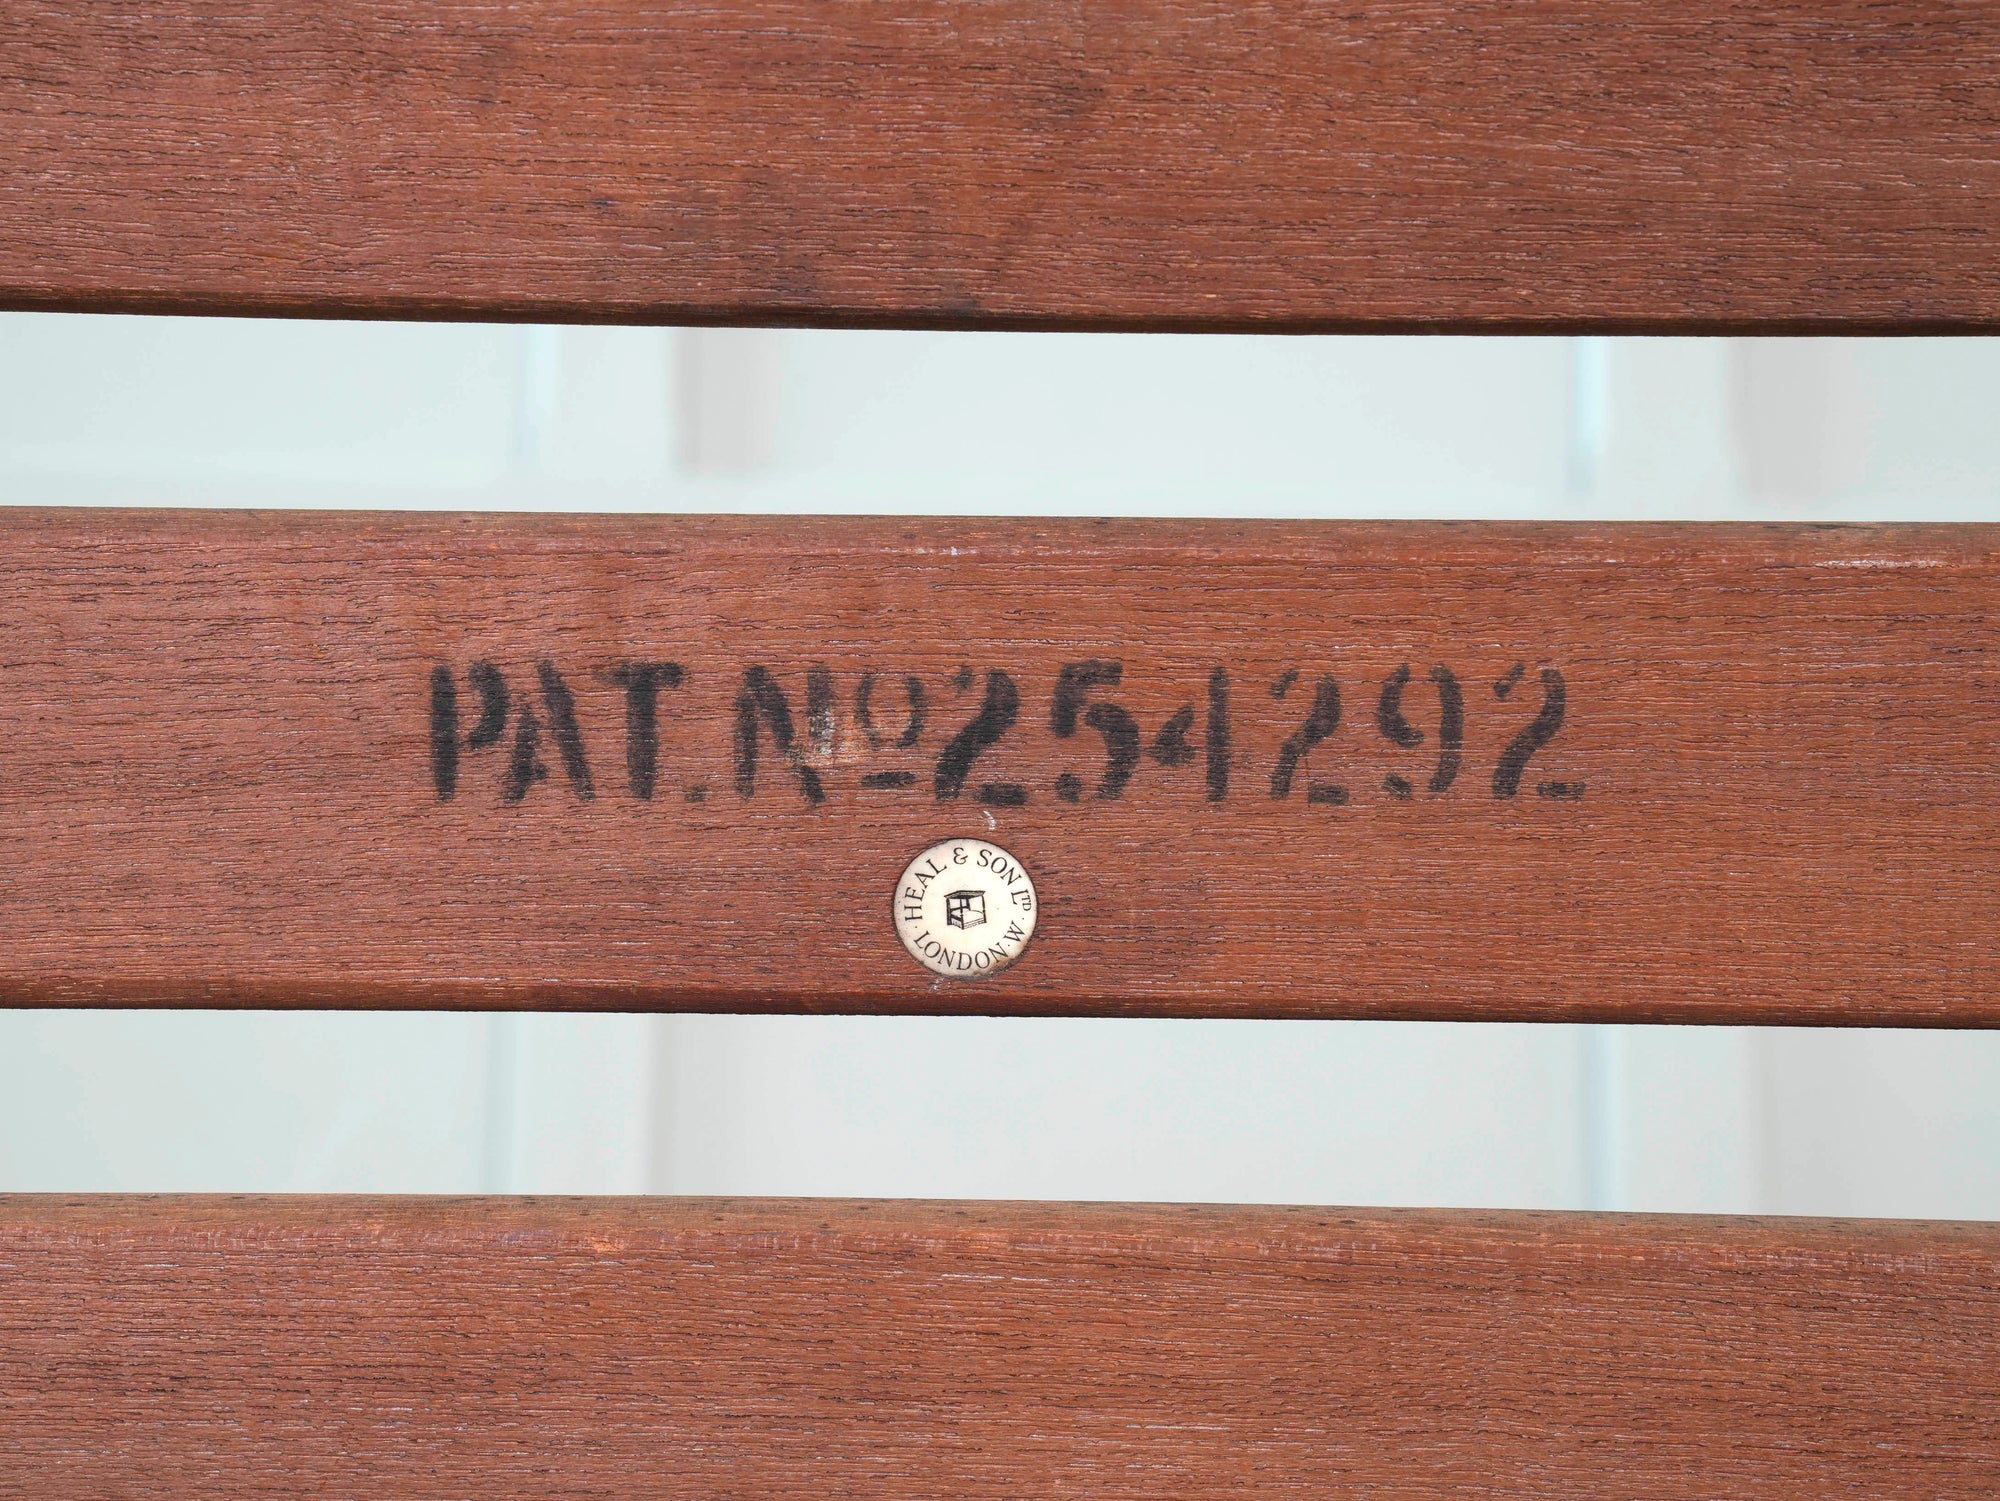 PAT. Nº 254292
HEAL & SON LTD
· LONDON · W ·